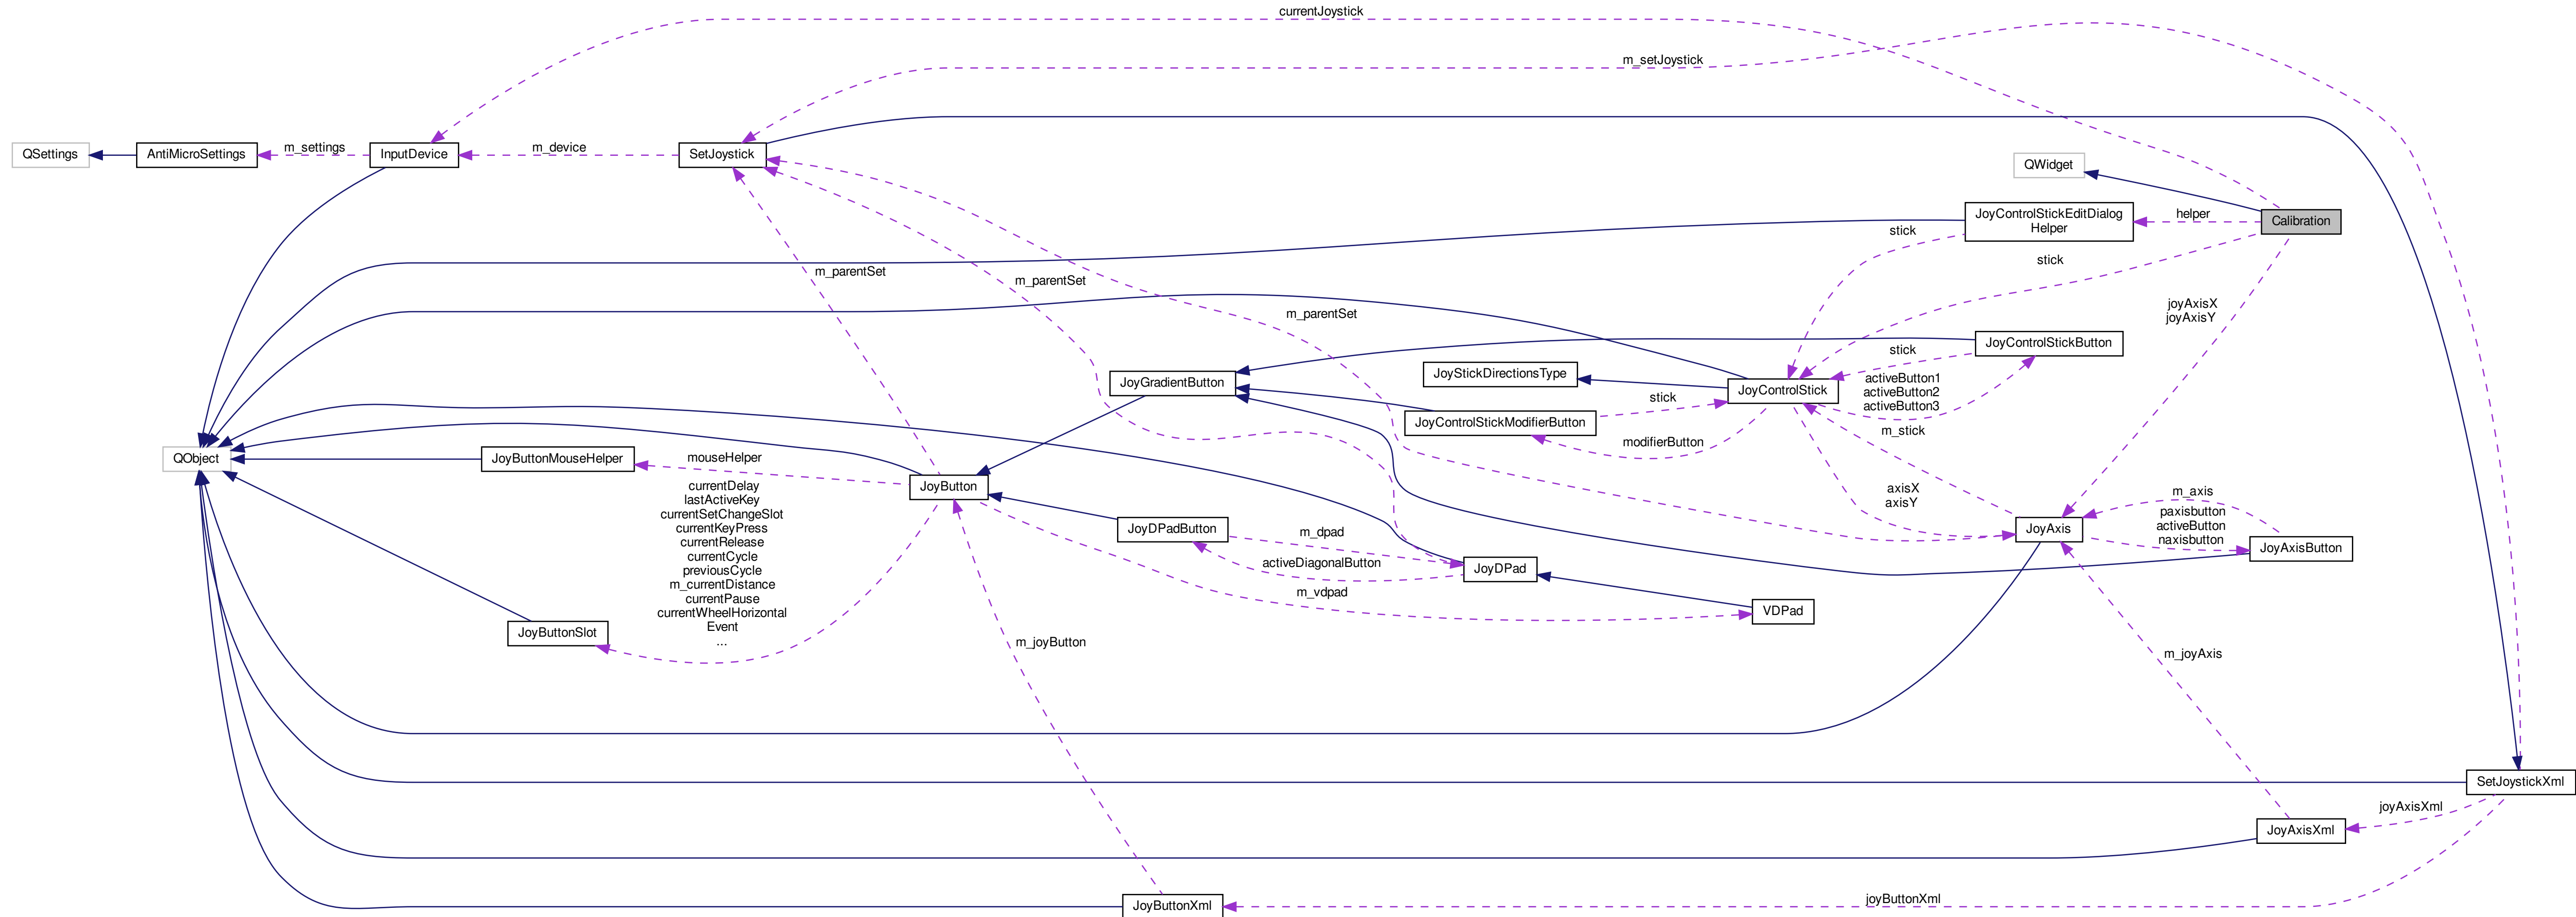 currentJoystick
m_setJoystick
QSettings
AntiMicroSettings
m_settings
InputDevice
m_device
SetJoystick
QWidget
Calibration
helper
JoyControlStickEditDialog
Helper
stick
stick
m_parentSet
m_parentSet
m_parentSet
joyAxisX
joyAxisY
JoyControlStickButton
stick
JoyStickDirectionsType
JoyGradientButton
JoyControlStick
activeButton1
activeButton2
activeButton3
stick
JoyControlStickModifierButton
modifierButton
m_stick
QObject
JoyButtonMouseHelper
mouseHelper
JoyButton
currentDelay
lastActiveKey
currentSetChangeSlot
currentKeyPress
currentRelease
currentCycle
previousCycle
m_currentDistance
currentPause
currentWheelHorizontal
Event
...
axisX
axisY
m_axis
paxisbutton
activeButton
naxisbutton
JoyAxis
JoyAxisButton
JoyDPadButton
m_dpad
activeDiagonalButton
JoyDPad
m_vdpad
VDPad
JoyButtonSlot
m_joyButton
m_joyAxis
SetJoystickXml
joyAxisXml
JoyAxisXml
JoyButtonXml
joyButtonXml